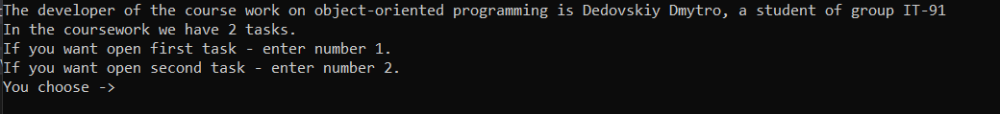 The developer of the course work on object-oriented programming is Dedovskiy Dmytro, a student of group IT-91
In the coursework we have 2 tasks.
If you want open first task - enter number 1.
If you want open second task - enter number 2.
You choose ->